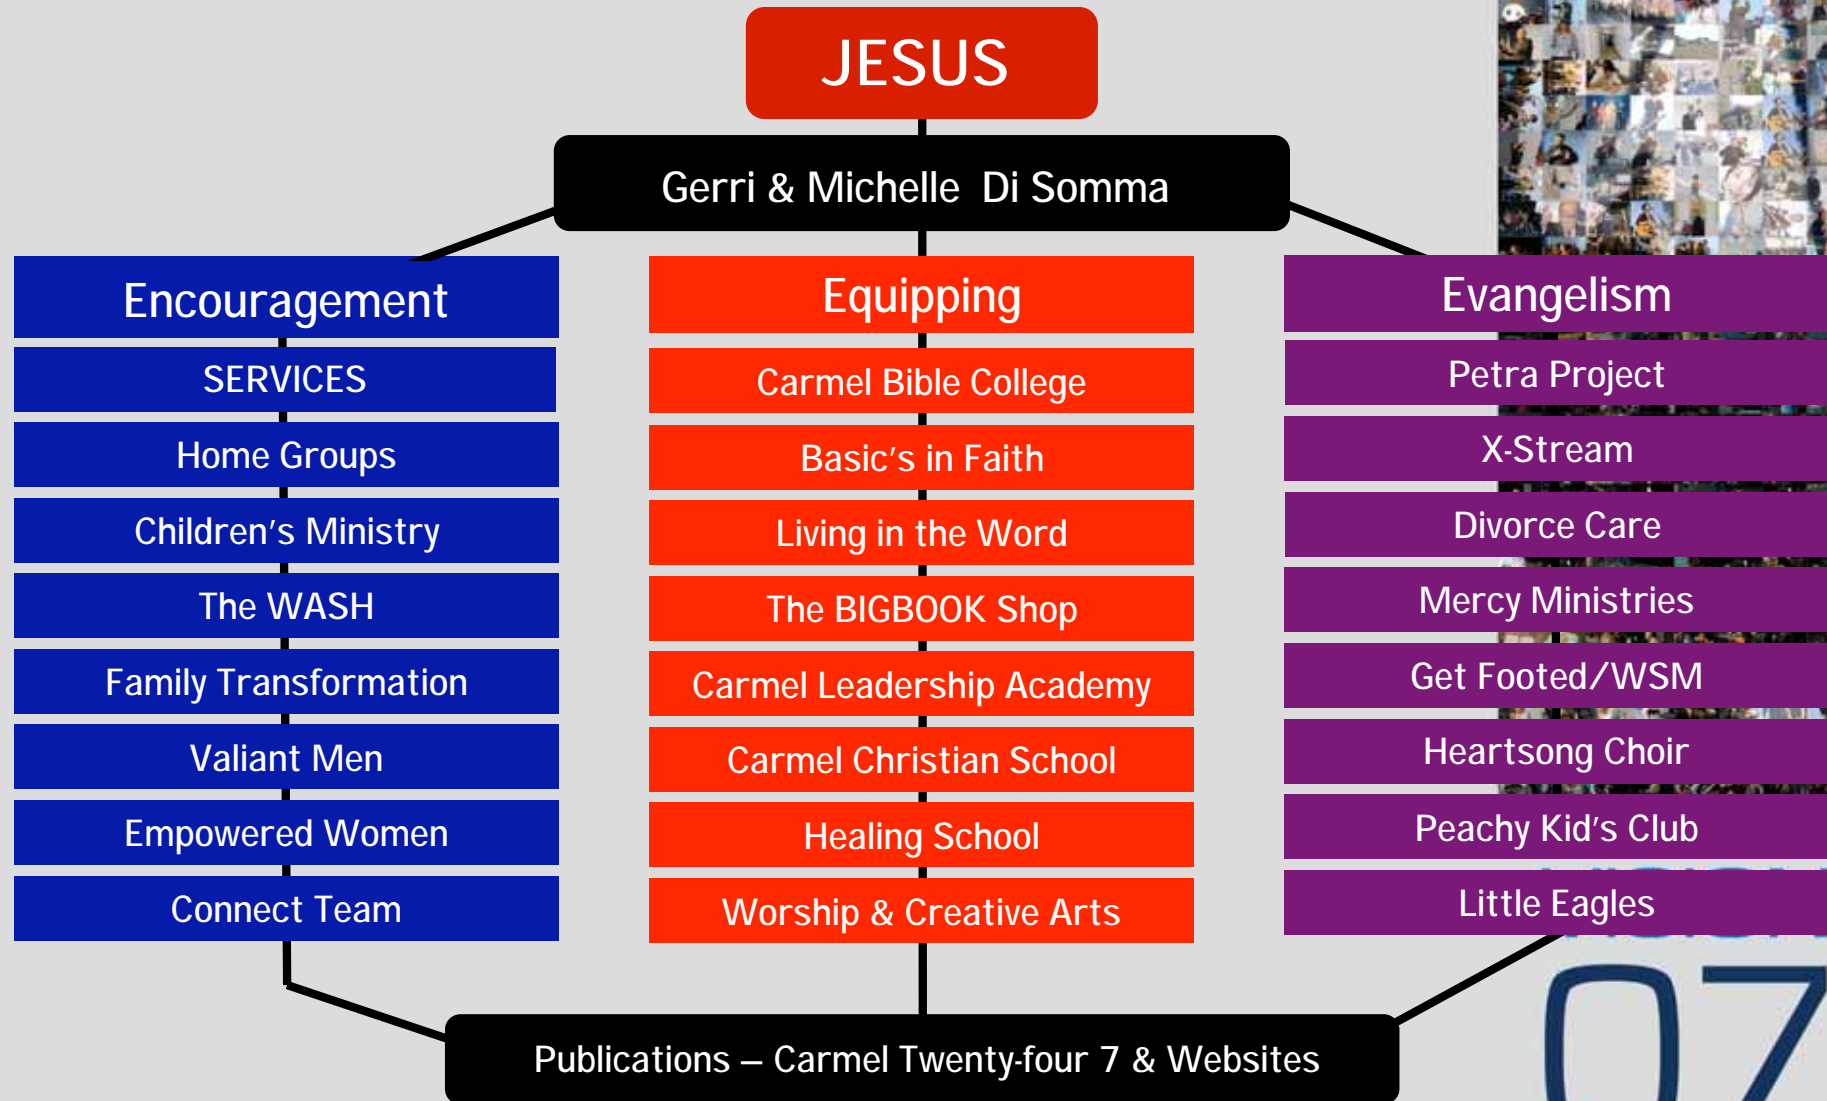 JESUS
Gerri & Michelle Di Somma
Encouragement
SERVICES
Home Groups
Children's Ministry
The WASH
Family Transformation
Valiant Men
Empowered Women
Connect Team
Equipping
Carmel Bible College
Basic's in Faith
Living in the Word
The BIGBOOK Shop
Carmel Leadership Academy
Carmel Christian School
Healing School
Worship & Creative Arts
Evangelism
Petra Project
X-Stream
Divorce Care
Mercy Ministries
Get Footed/WSM
Heartsong Choir
Peachy Kid's Club
Little Eagles
07
Publications – Carmel Twenty-four 7 & Websites